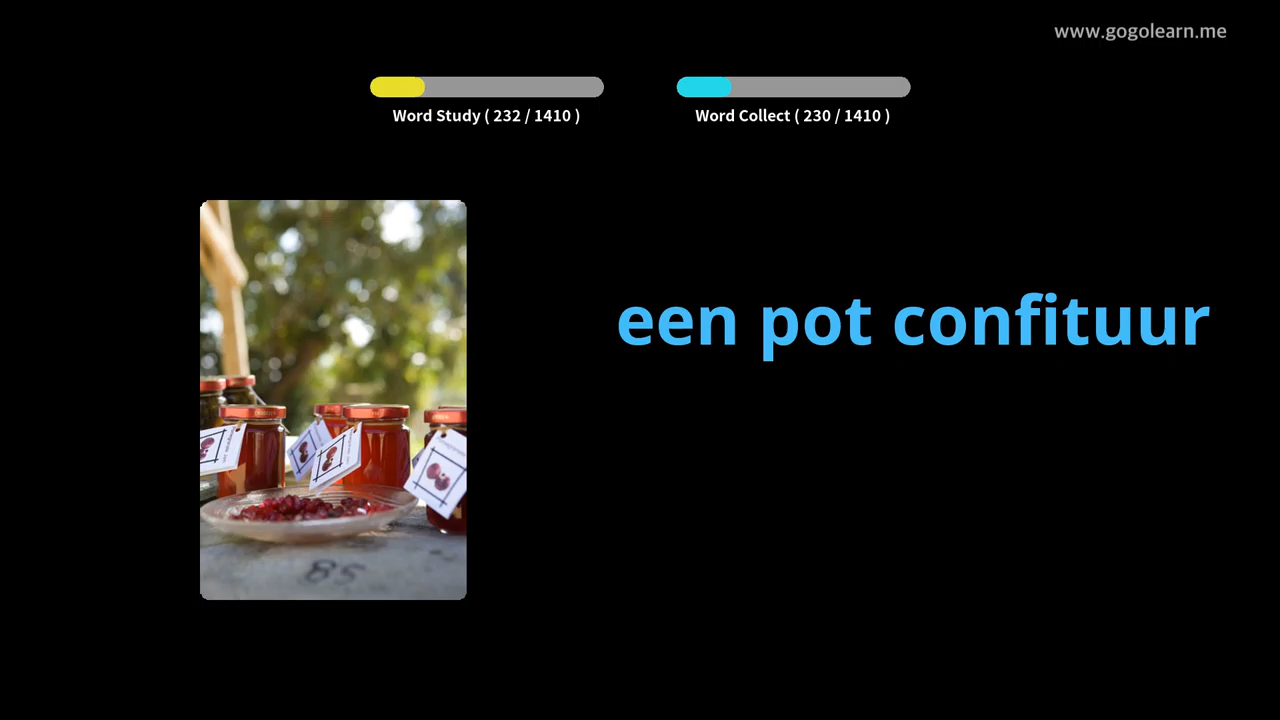 www.gogolearn.me
Word Study ( 232 / 1410 )
Word Collect ( 230 / 1410 )
een pot confituur
85